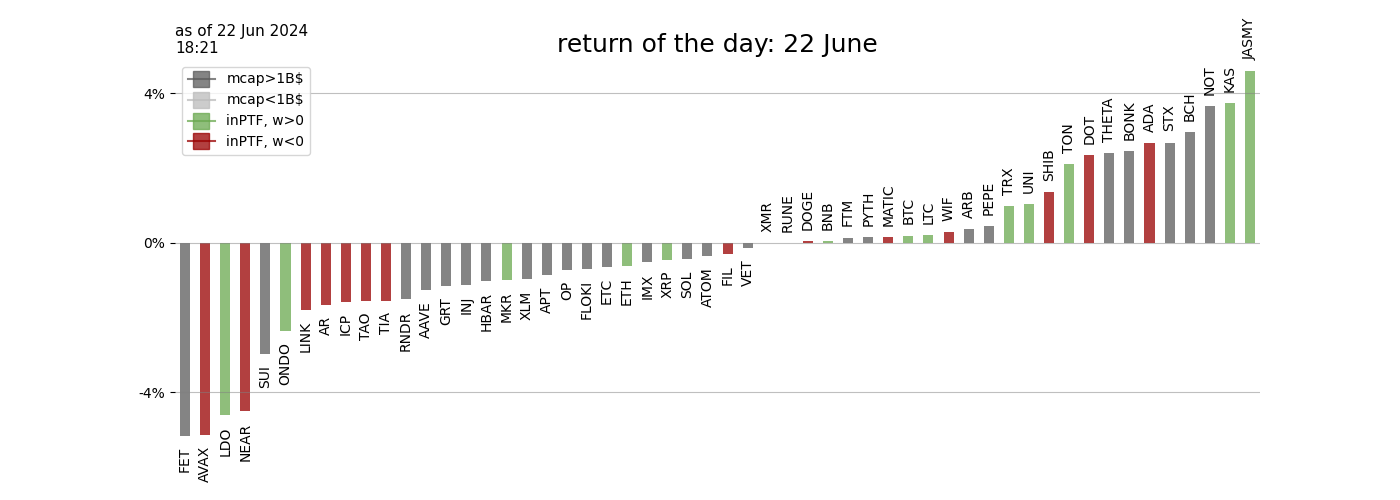 as of 22 Jun 2024
18:21
return of the day: 22 June
mcap>1B$
mcap<1B$
inPTF, w>0
inPTF, w<0
4%
0%
-4%
FET
AVAX
LDO
NEAR
SUI
ONDO
LINK
AR
ICP
TAO
TIA
RNDR
AAVE
GRT
INJ
HBAR
MKR
XLM
APT
OP
FLOKI
ETC
ETH
IMX
XRP
SOL
ATOM
FIL
VET
XMR
RUNE
DOGE
BNB
FTM
PYTH
MATIC
BTC
LTC
WIF
ARB
PEPE
TRX
UNI
SHIB
TON
DOT
THETA
BONK
ADA
STX
BCH
NOT
KAS
JASMY